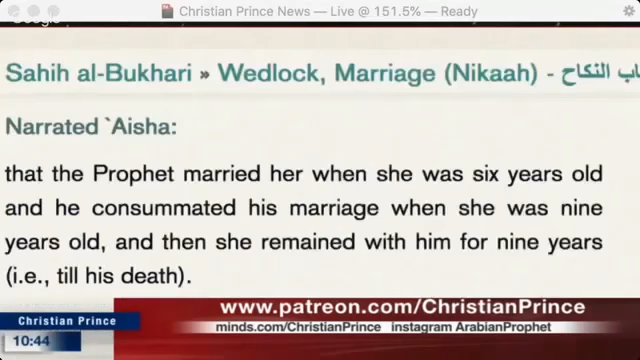 Christian Prince News — Live @ 151.5% — Ready
Google
Sahih al-Bukhari » Wedlock, Marriage (Nikaah) - اب النكاح
Narrated `Aisha:
that the Prophet married her when she was six years old
and he consummated his marriage when she was nine
years old, and then she remained with him for nine years
(i.e., till his death).
www.patreon.com/ChristianPrince
Christian Prince
minds.com/ChristianPrince instagram ArabianProphet
10:44